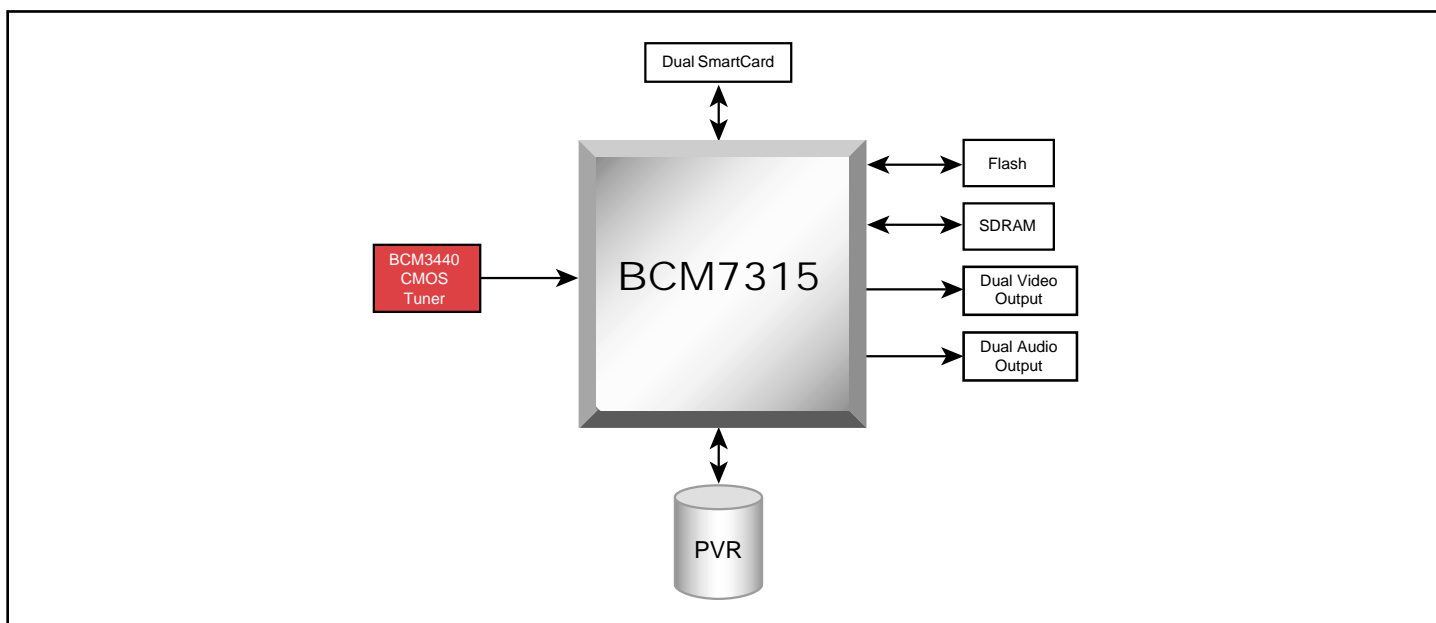 Dual SmartCard
Flash
SDRAM
BCM3440
CMOS
Tuner
BCM7315
Dual Video
Output
Dual Audio
Output
PVR